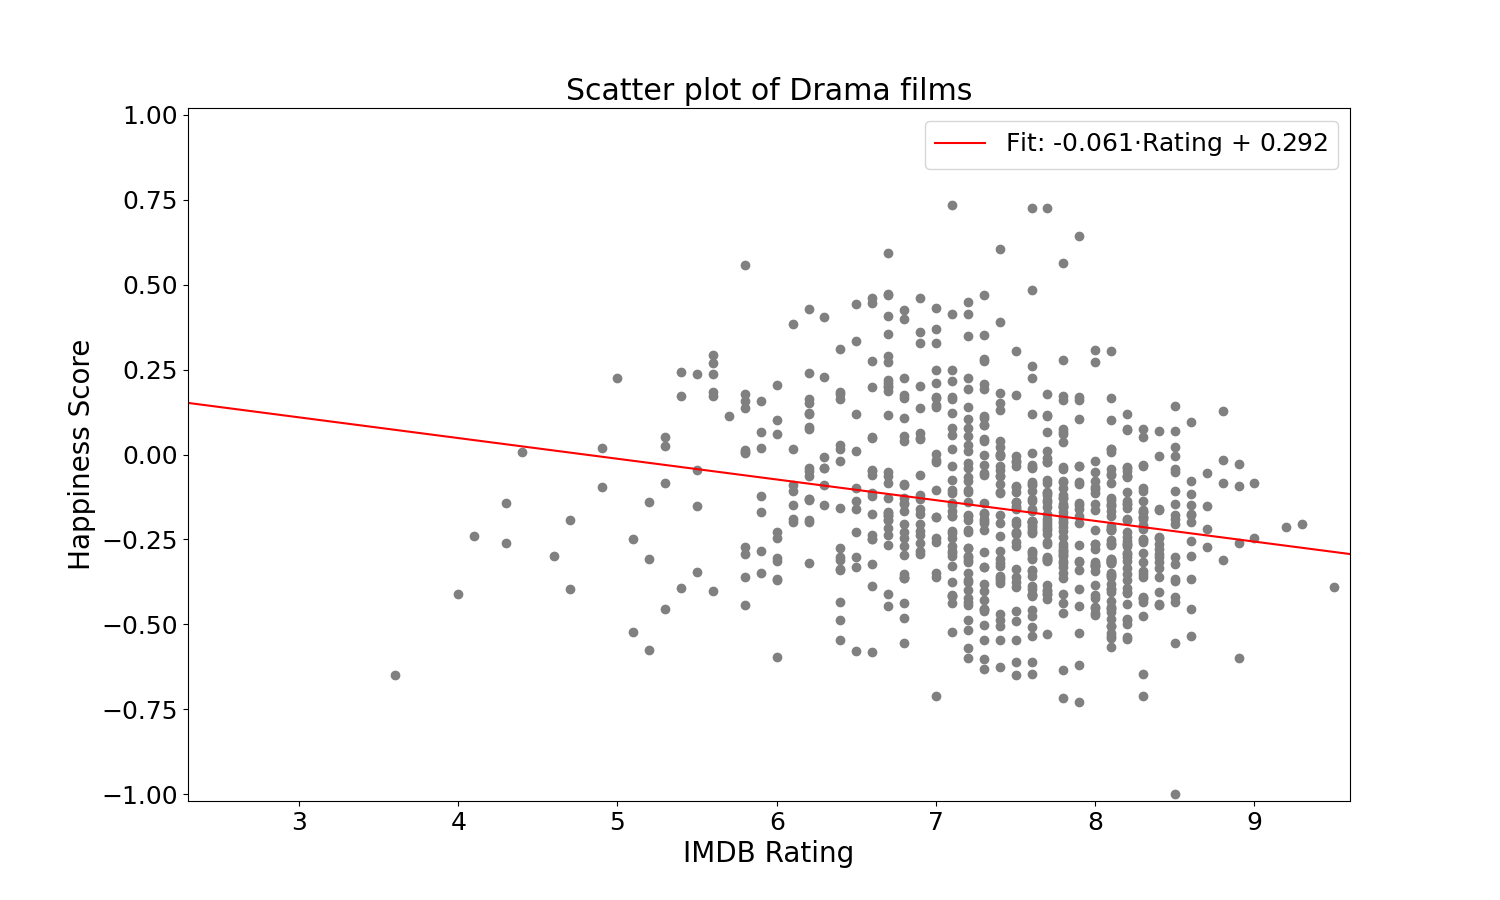 Scatter plot of Drama films
Fit: -0.061·Rating + 0.292
Happiness Score
1.00
0.75
0.50
0.25
0.00
−0.25
−0.50
−0.75
−1.00
3 4 5 6 7 8 9
IMDB Rating